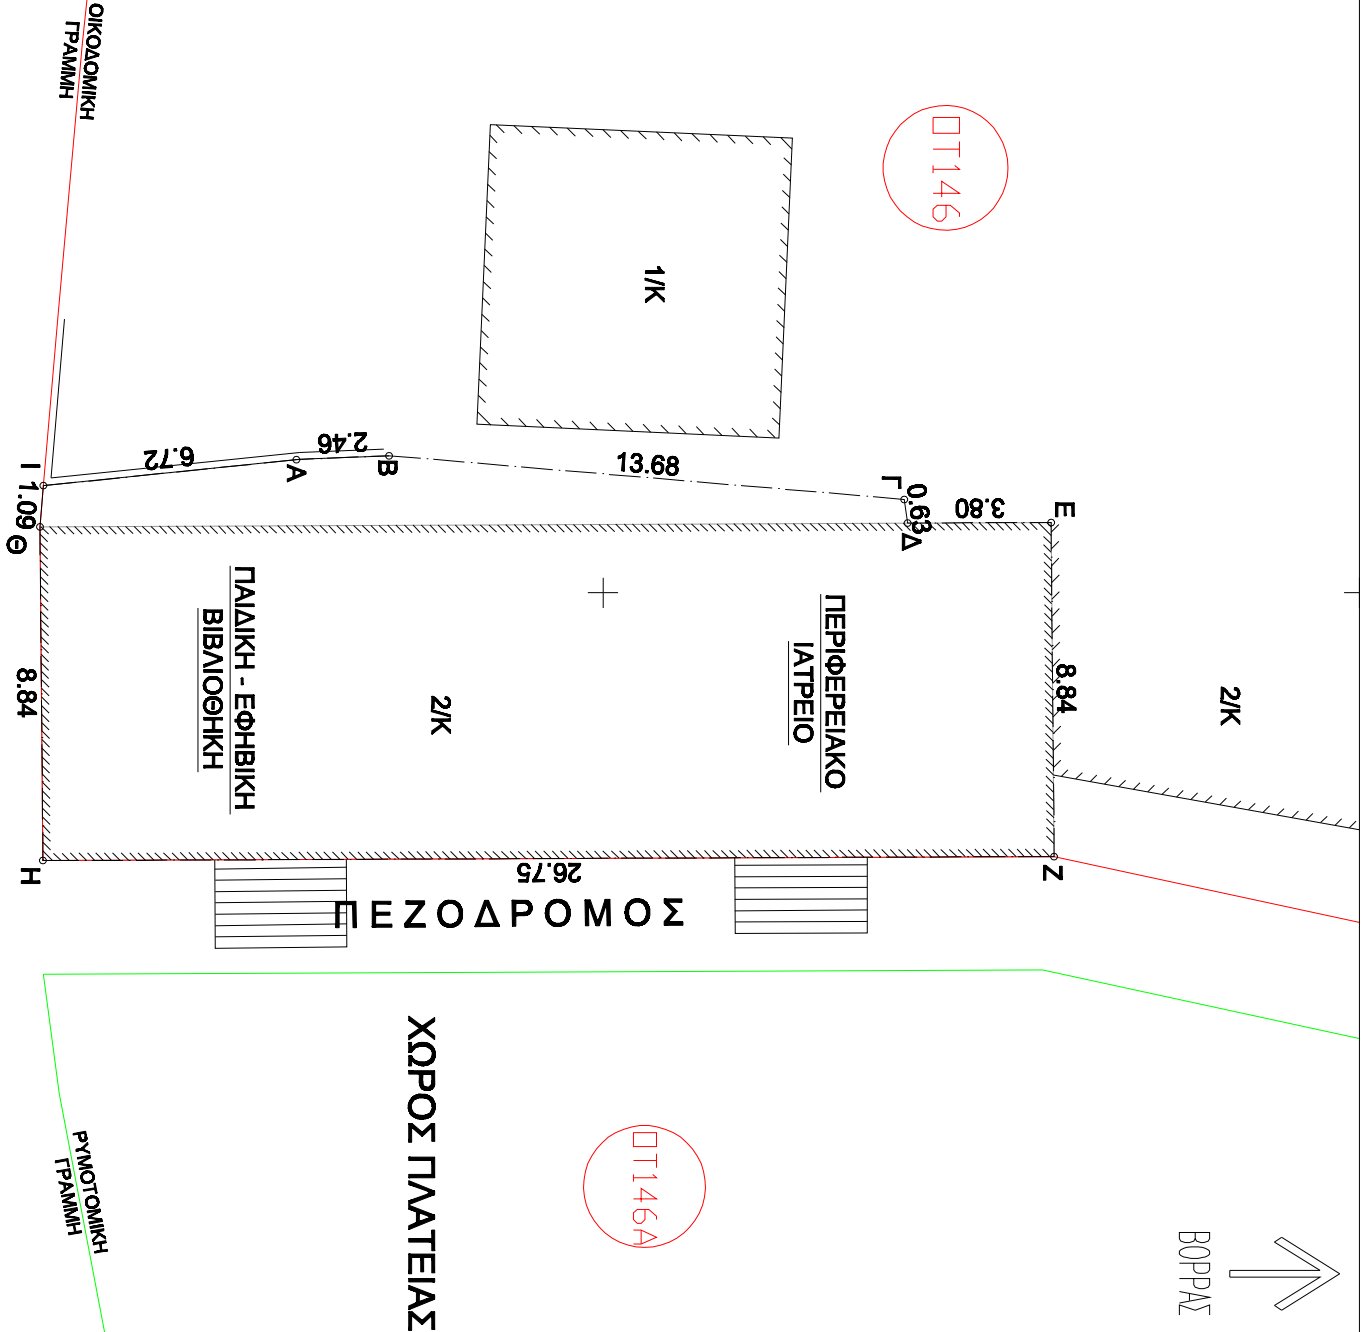 ΟΙΚΟΔΟΜΙΚΗ
ΓΡΑΜΜΗ
ΟΤ146
1/Κ
6.72
2.46
Α
Β
13.68
Γ
0.63
Δ
3.80
Ε
Ι
1.09
Θ
ΠΑΙΔΙΚΗ - ΕΦΗΒΙΚΗ
ΒΙΒΛΙΟΘΗΚΗ
2/Κ
ΠΕΡΙΦΕΡΕΙΑΚΟ
ΙΑΤΡΕΙΟ
8.84
2/Κ
8.84
Η
26.75
Ζ
ΠΕΖΟΔΡΟΜΟΣ
ΧΩΡΟΣ ΠΛΑΤΕΙΑΣ
ΟΤ146Α
ΡΥΜΟΤΟΜΙΚΗ
ΓΡΑΜΜΗ
ΒΟΡΡΑΣ